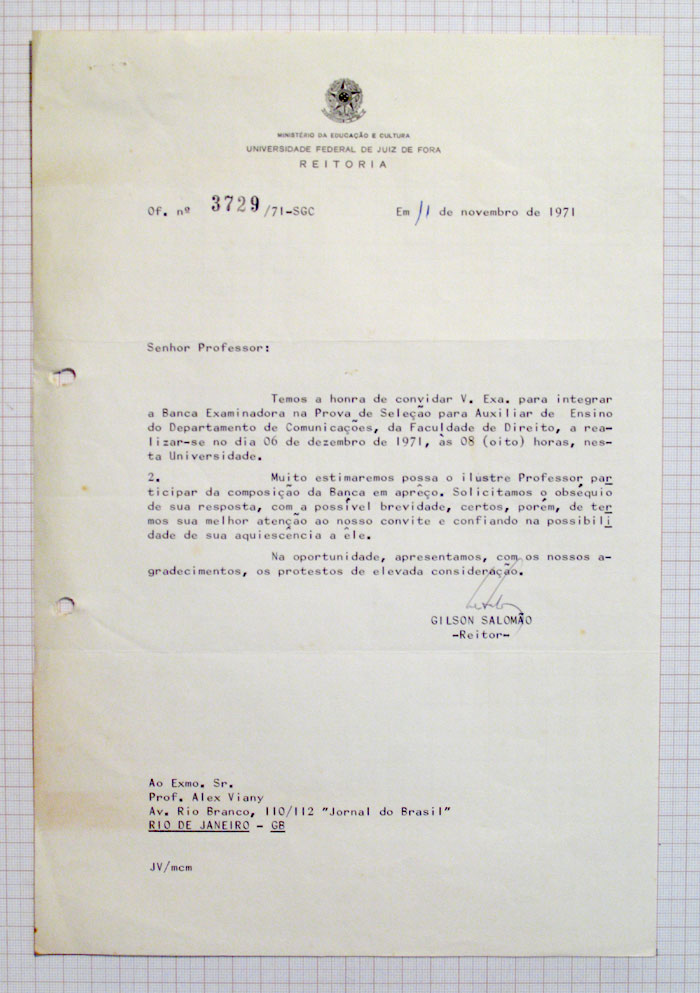 MINISTÉRIO DA EDUCAÇÃO E CULTURA
UNIVERSIDADE FEDERAL DE JUIZ DE FORA
REITORIA
Of. nº 3729/71-SGC Em 11 de novembro de 1971
Senhor Professor:
Temos a honra de convidar V. Exa. para integrar
a Banca Examinadora na Prova de Seleção para Auxiliar de Ensino
do Departamento de Comunicações, da Faculdade de Direito, a rea-
lizar-se no dia 06 de dezembro de 1971, às 08 (oito) horas, nes-
ta Universidade.
2. Muito estimaremos possa o ilustre Professor par
ticipar da composição da Banca em aprêço. Solicitamos o obséquio
de sua resposta, com a possível brevidade, certos, porém, de ter
mos sua melhor atenção ao nosso convite e confiando na possibili
dade de sua aquiescência a êle.
Na oportunidade, apresentamos, com os nossos a-
gradecimentos, os protestos de elevada consideração.
GILSON SALOMÃO
-Reitor-
Ao Exmo. Sr.
Prof. Alex Viany
Av. Rio Branco, 110/112 "Jornal do Brasil"
RIO DE JANEIRO - GB
JV/mcm